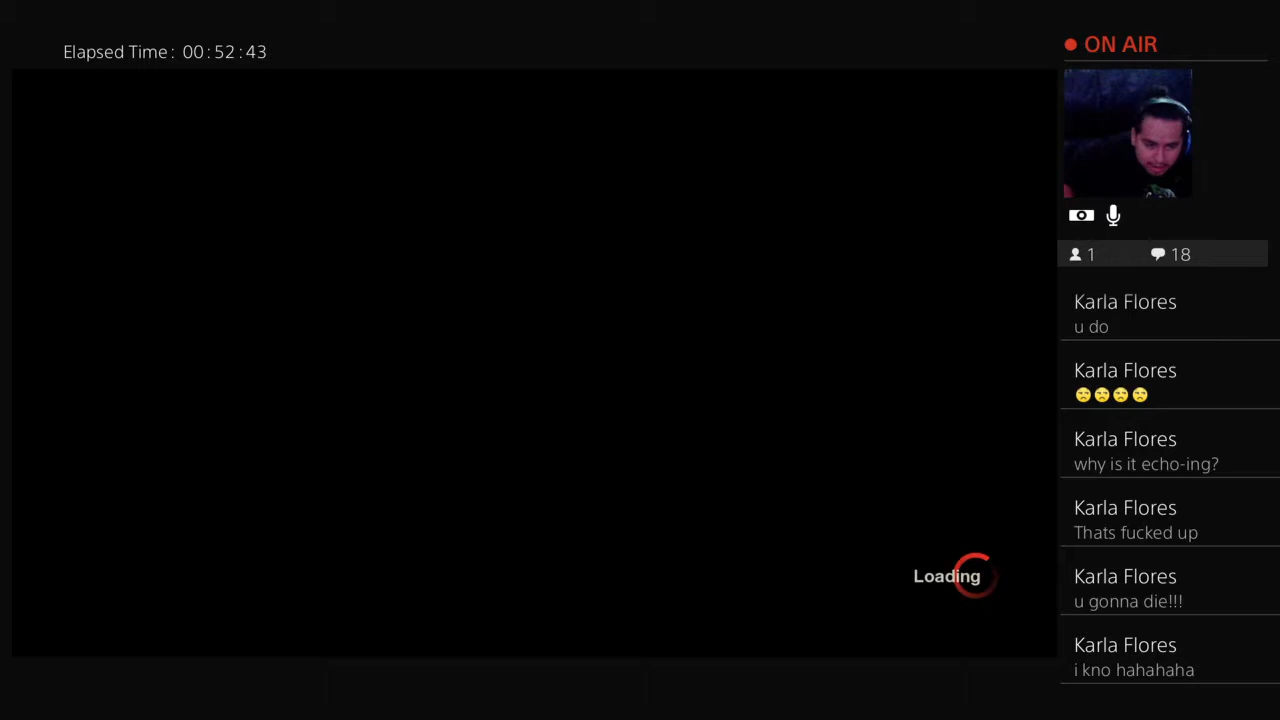 Elapsed Time: 00:52:43
ON AIR
1 18
Karla Flores
u do
Karla Flores
😒😒😒😒
Karla Flores
why is it echo-ing?
Karla Flores
Thats fucked up
Karla Flores
u gonna die!!!
Karla Flores
i kno hahahaha
Loading